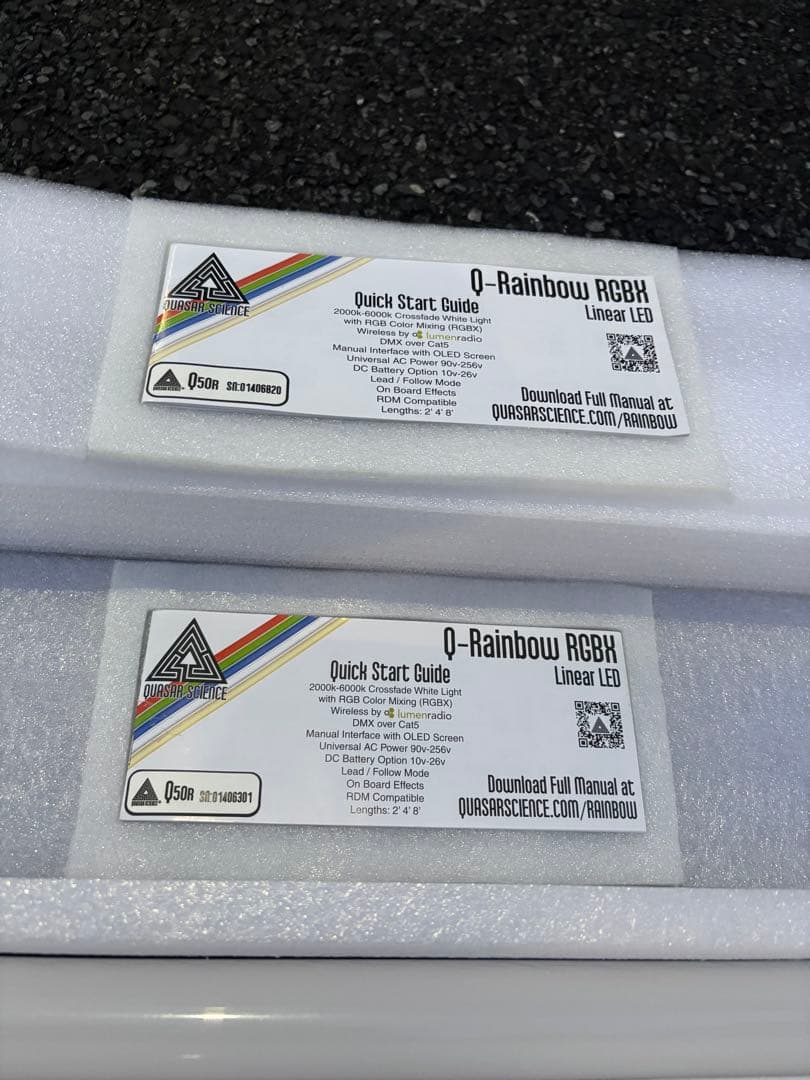 QUASAR SCIENCE
Q-Rainbow RGBX
Linear LED
Quick Start Guide
2000k-6000k Crossfade White Light
with RGB Color Mixing (RGBX)
Wireless by lumenradio
DMX over Cat5
Manual Interface with OLED Screen
Universal AC Power 90v-256v
DC Battery Option 10v-26v
Lead / Follow Mode
On Board Effects
RDM Compatible
Lengths: 2' 4' 8'
Q50R SN:01406820
Download Full Manual at
QUASARSCIENCE.COM/RAINBOW
QUASAR SCIENCE
Q-Rainbow RGBX
Linear LED
Quick Start Guide
2000k-6000k Crossfade White Light
with RGB Color Mixing (RGBX)
Wireless by lumenradio
DMX over Cat5
Manual Interface with OLED Screen
Universal AC Power 90v-256v
DC Battery Option 10v-26v
Lead / Follow Mode
On Board Effects
RDM Compatible
Lengths: 2' 4' 8'
Q50R SN:01406301
Download Full Manual at
QUASARSCIENCE.COM/RAINBOW